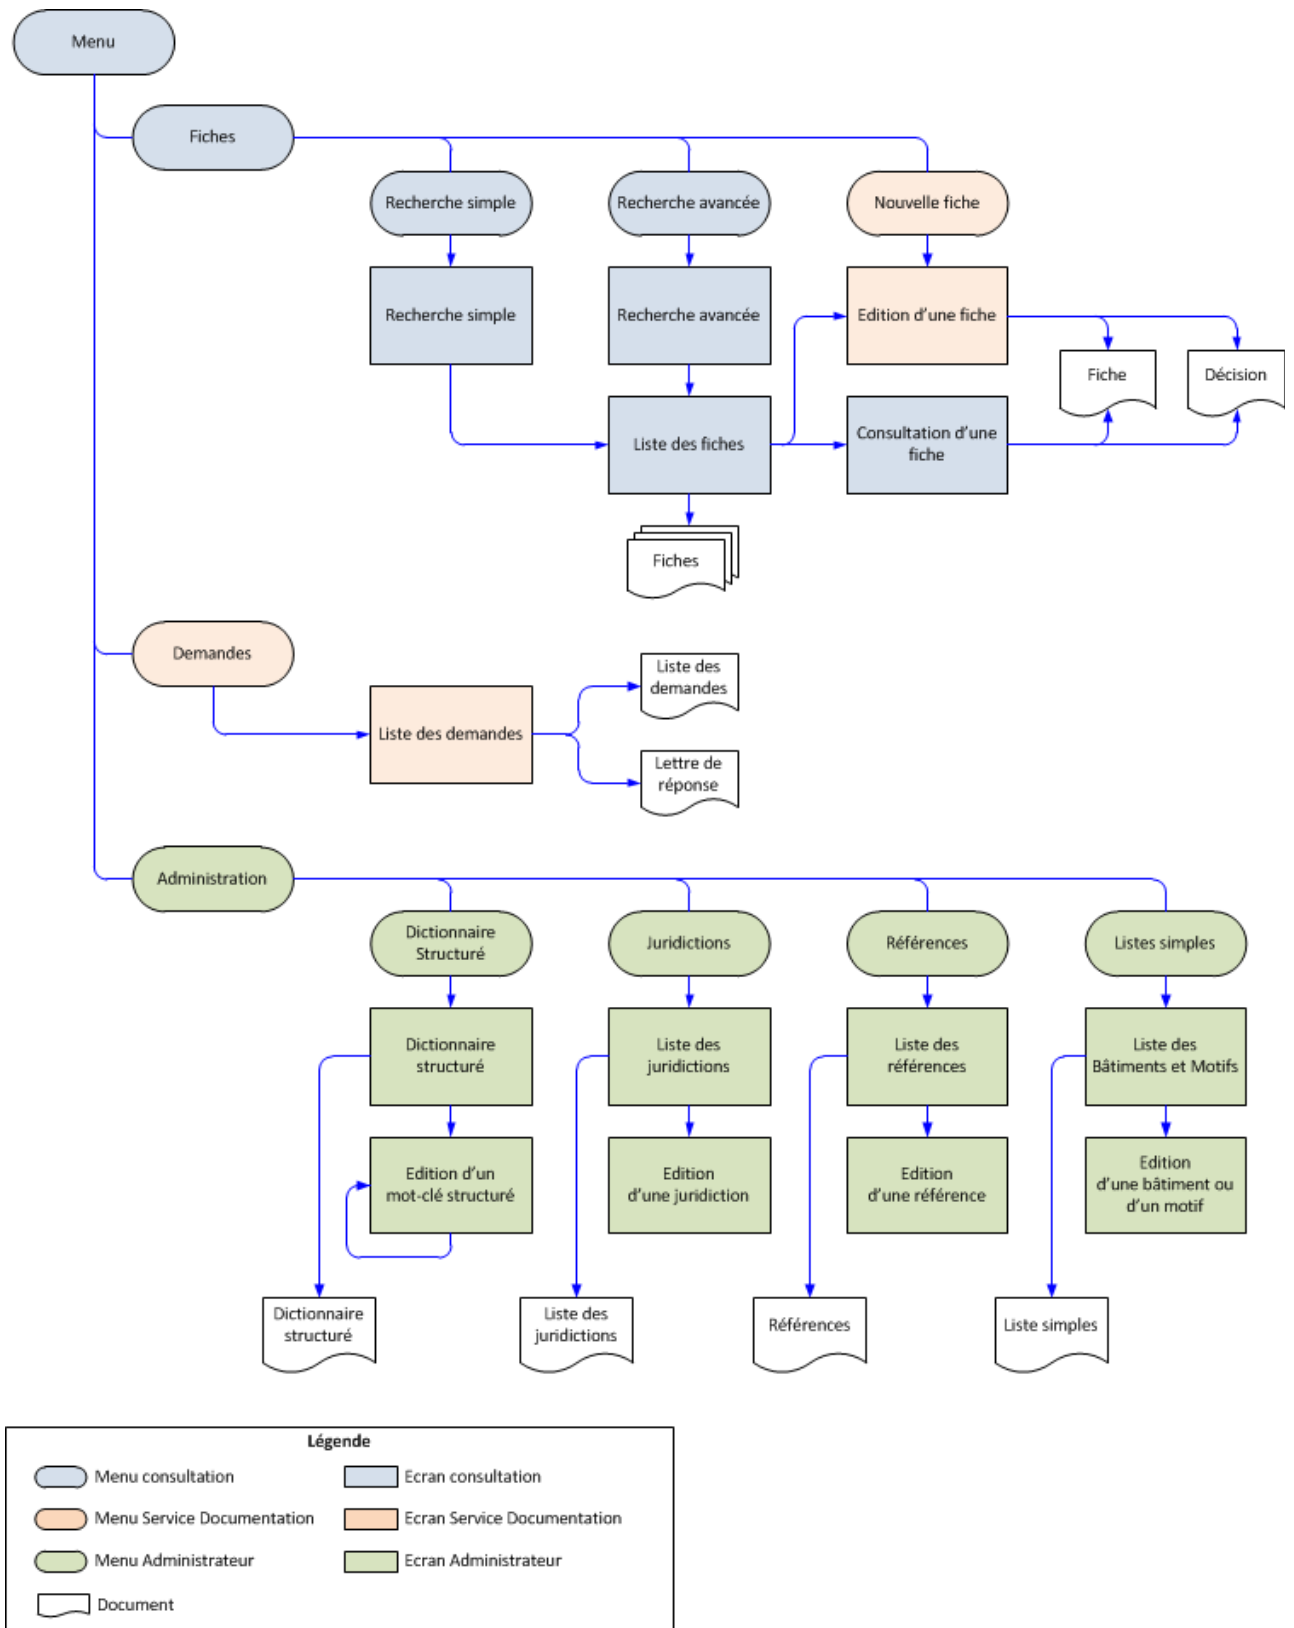 Menu
Fiches
Recherche simple
Recherche avancée
Nouvelle fiche
Recherche simple
Recherche avancée
Edition d'une fiche
Fiche
Décision
Liste des fiches
Consultation d'une
fiche
Fiches
Demandes
Liste des demandes
Liste des
demandes
Lettre de
réponse
Administration
Dictionnaire
Structuré
Juridictions
Références
Listes simples
Dictionnaire
structuré
Liste des
juridictions
Liste des
références
Liste des
Bâtiments et Motifs
Edition d'un
mot-clé structuré
Edition
d'une juridiction
Edition
d'une référence
Edition
d'une bâtiment ou
d'un motif
Dictionnaire
structuré
Liste des
juridictions
Références
Liste simples
Légende
Menu consultation
Ecran consultation
Menu Service Documentation
Ecran Service Documentation
Menu Administrateur
Ecran Administrateur
Document